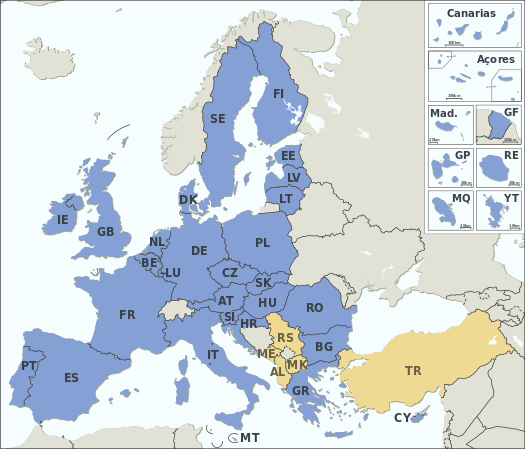 Canarias
Açores
Mad.
GF
GP
RE
MQ
YT
FI
SE
EE
LV
LT
DK
IE
GB
NL
BE
LU
DE
PL
CZ
SK
AT
HU
RO
SI
HR
FR
IT
RS
BG
ME
MK
AL
GR
PT
ES
TR
CY
MT